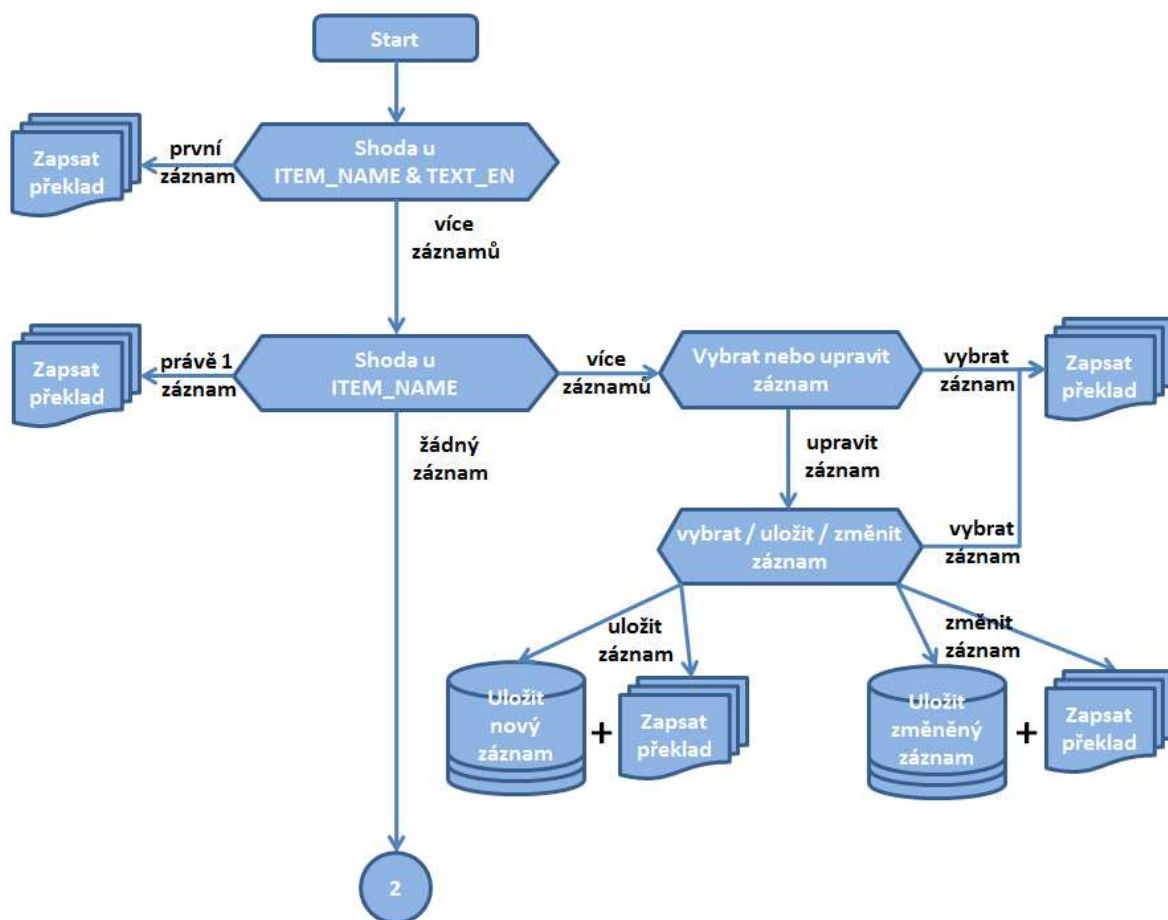 Start
Shoda u
ITEM_NAME & TEXT_EN
první
záznam
Zapsat
překlad
více
záznamů
Shoda u
ITEM_NAME
právě 1
záznam
Zapsat
překlad
více
záznamů
Vybrat nebo upravit
záznam
vybrat
záznam
Zapsat
překlad
žádný
záznam
upravit
záznam
vybrat / uložit / změnit
záznam
vybrat
záznam
uložit
záznam
změnit
záznam
Uložit
nový
záznam
+
Zapsat
překlad
Uložit
změněný
záznam
+
Zapsat
překlad
2